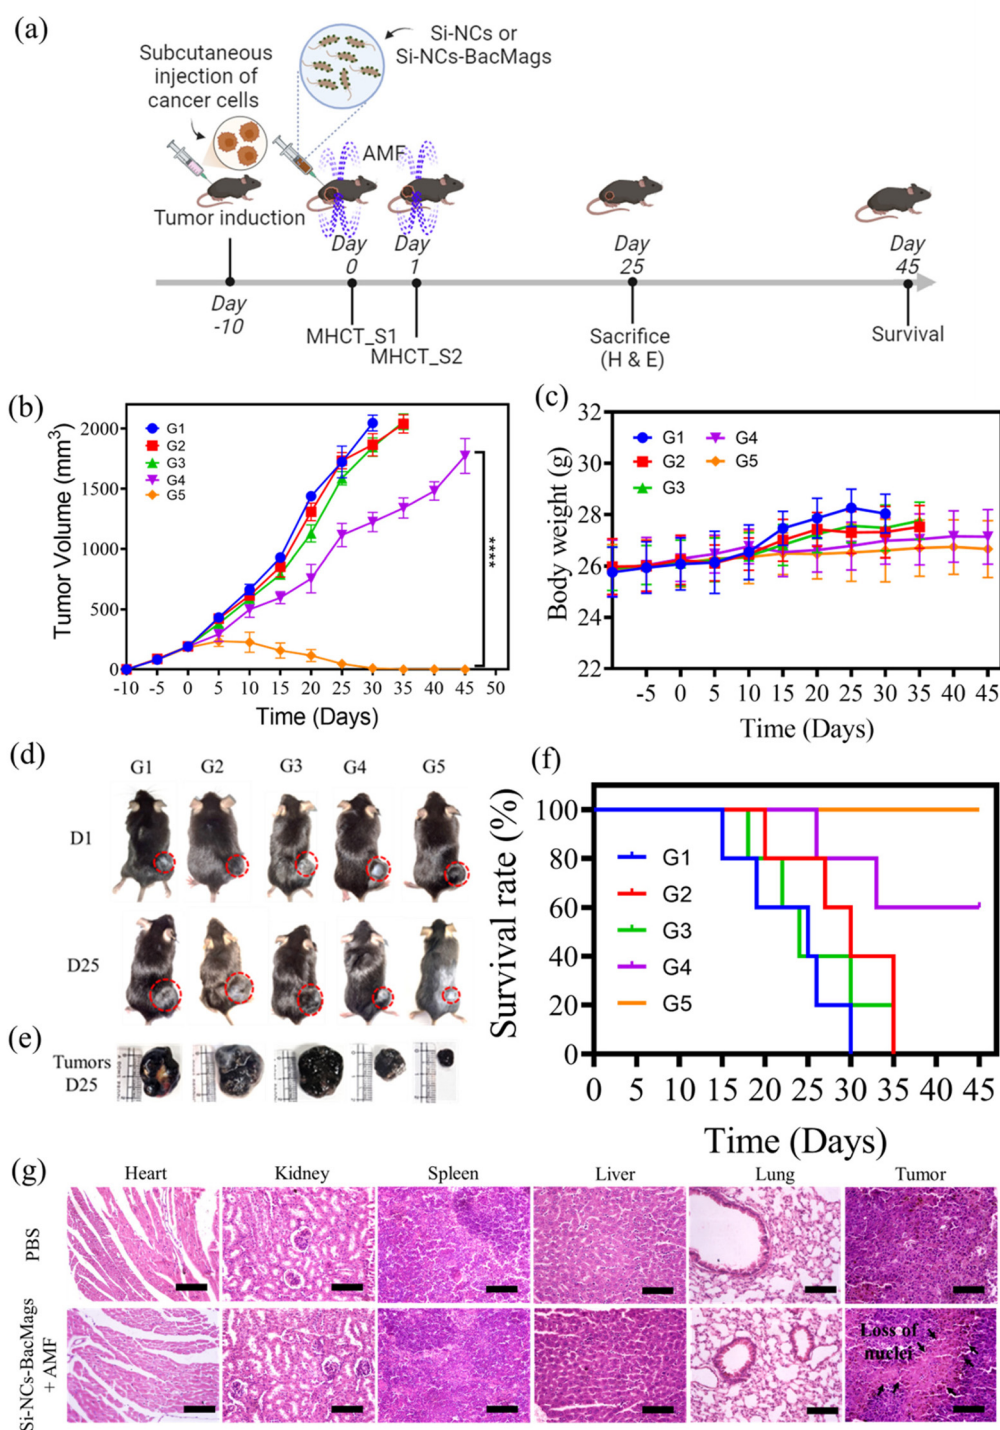 (a)
Subcutaneous
injection of
cancer cells
Si-NCs or
Si-NCs-BacMags
AMF
Tumor induction
Day
0
Day
1
Day
25
Day
45
Day
-10
MHCT_S1
MHCT_S2
Sacrifice
(H & E)
Survival
(b)
Tumor Volume (mm3)
2000
1500
1000
500
0
G1
G2
G3
G4
G5
****
-10 -5 0 5 10 15 20 25 30 35 40 45 50
Time (Days)
(c)
Body weight (g)
32
30
28
26
24
22
G1 G4
G2 G5
G3
-5 0 5 10 15 20 25 30 35 40 45
Time (Days)
(d)
G1 G2 G3 G4 G5
D1
D25
(e)
Tumors
D25
(f)
Survival rate (%)
100
80
60
40
20
0
G1
G2
G3
G4
G5
0 5 10 15 20 25 30 35 40 45
Time (Days)
(g)
Heart Kidney Spleen Liver Lung Tumor
PBS
Si-NCs-BacMags
+ AMF
Loss of
nuclei